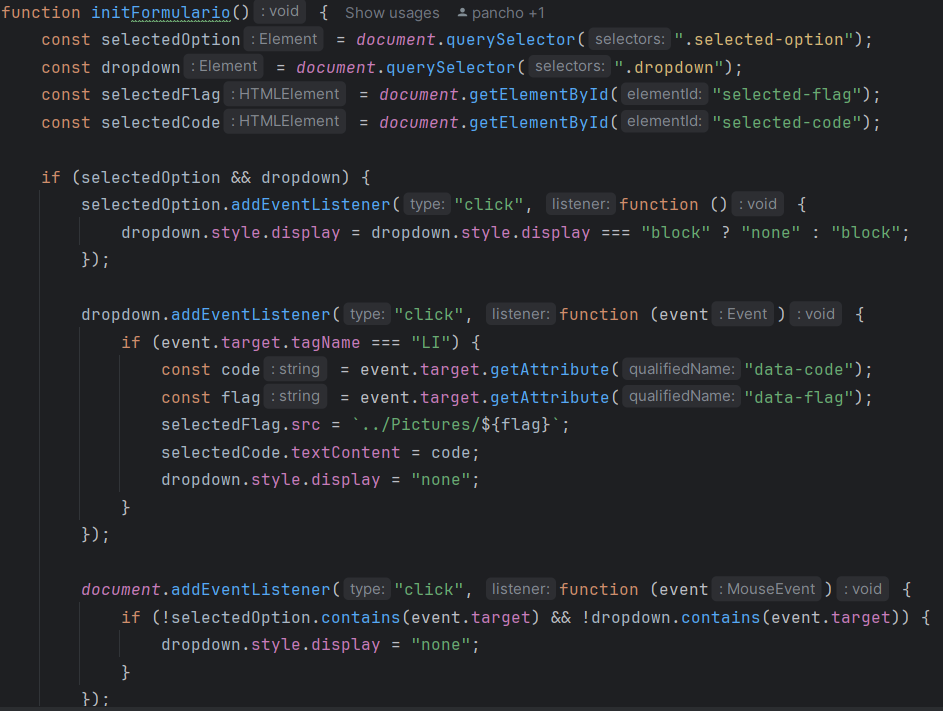 function initFormulario() : void { Show usages pancho +1
const selectedOption : Element = document.querySelector( selectors: ".selected-option");
const dropdown : Element = document.querySelector( selectors: ".dropdown");
const selectedFlag : HTMLElement = document.getElementById( elementId: "selected-flag");
const selectedCode : HTMLElement = document.getElementById( elementId: "selected-code");
if (selectedOption && dropdown) {
selectedOption.addEventListener( type: "click", listener: function () : void {
dropdown.style.display = dropdown.style.display === "block" ? "none" : "block";
});
dropdown.addEventListener( type: "click", listener: function (event : Event ) : void {
if (event.target.tagName === "LI") {
const code : string = event.target.getAttribute( qualifiedName: "data-code");
const flag : string = event.target.getAttribute( qualifiedName: "data-flag");
selectedFlag.src = `../Pictures/${flag}`;
selectedCode.textContent = code;
dropdown.style.display = "none";
}
});
document.addEventListener( type: "click", listener: function (event : MouseEvent ) : void {
if (!selectedOption.contains(event.target) && !dropdown.contains(event.target)) {
dropdown.style.display = "none";
}
});